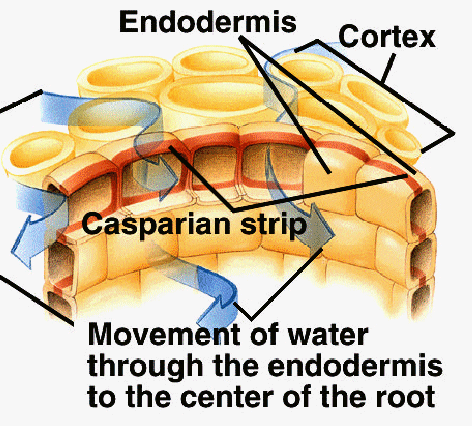 Endodermis
Cortex
Casparian strip
Movement of water
through the endodermis
to the center of the root